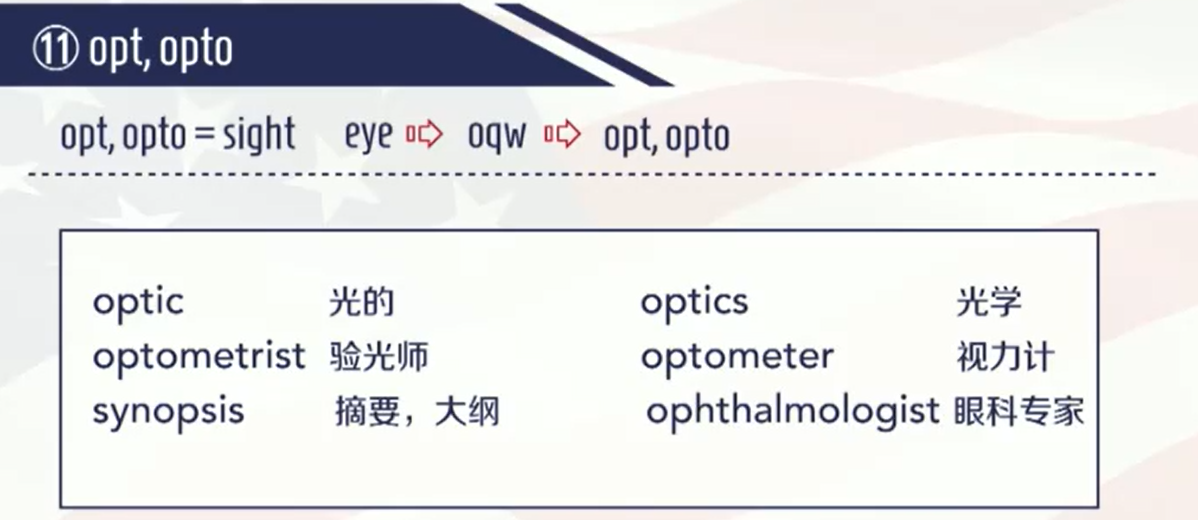 ⑪ opt, opto
opt, opto = sight eye ⇨ oqw ⇨ opt, opto
optic 光的 optics 光学
optometrist 验光师 optometer 视力计
synopsis 摘要，大纲 ophthalmologist 眼科专家